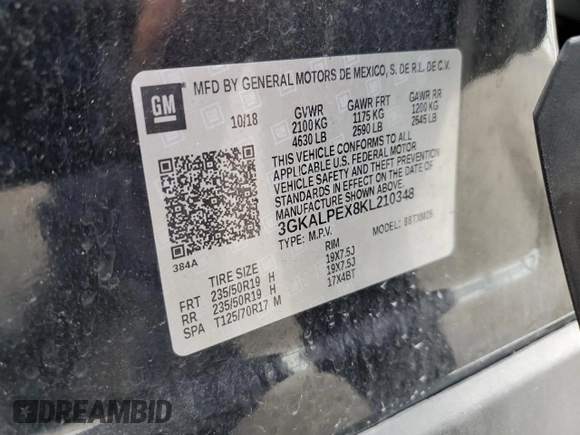 GM
MFD BY GENERAL MOTORS DE MEXICO, S. DE R.L. DE C.V.
10/18 GVWR GAWR FRT GAWR RR
2100 KG 1175 KG 1200 KG
4630 LB 2590 LB 2645 LB
THIS VEHICLE CONFORMS TO ALL
APPLICABLE U.S. FEDERAL MOTOR
VEHICLE SAFETY AND THEFT PREVENTION
STANDARDS IN EFFECT ON THE DATE OF
MANUFACTURE SHOWN ABOVE.
3GKALPEX8KL210348
TYPE: M.P.V.
384A
TIRE SIZE RIM
FRT 235/50R19 H 19X7.5J
RR 235/50R19 H 19X7.5J
SPA T125/70R17 M 17X4BT
DREAMBID